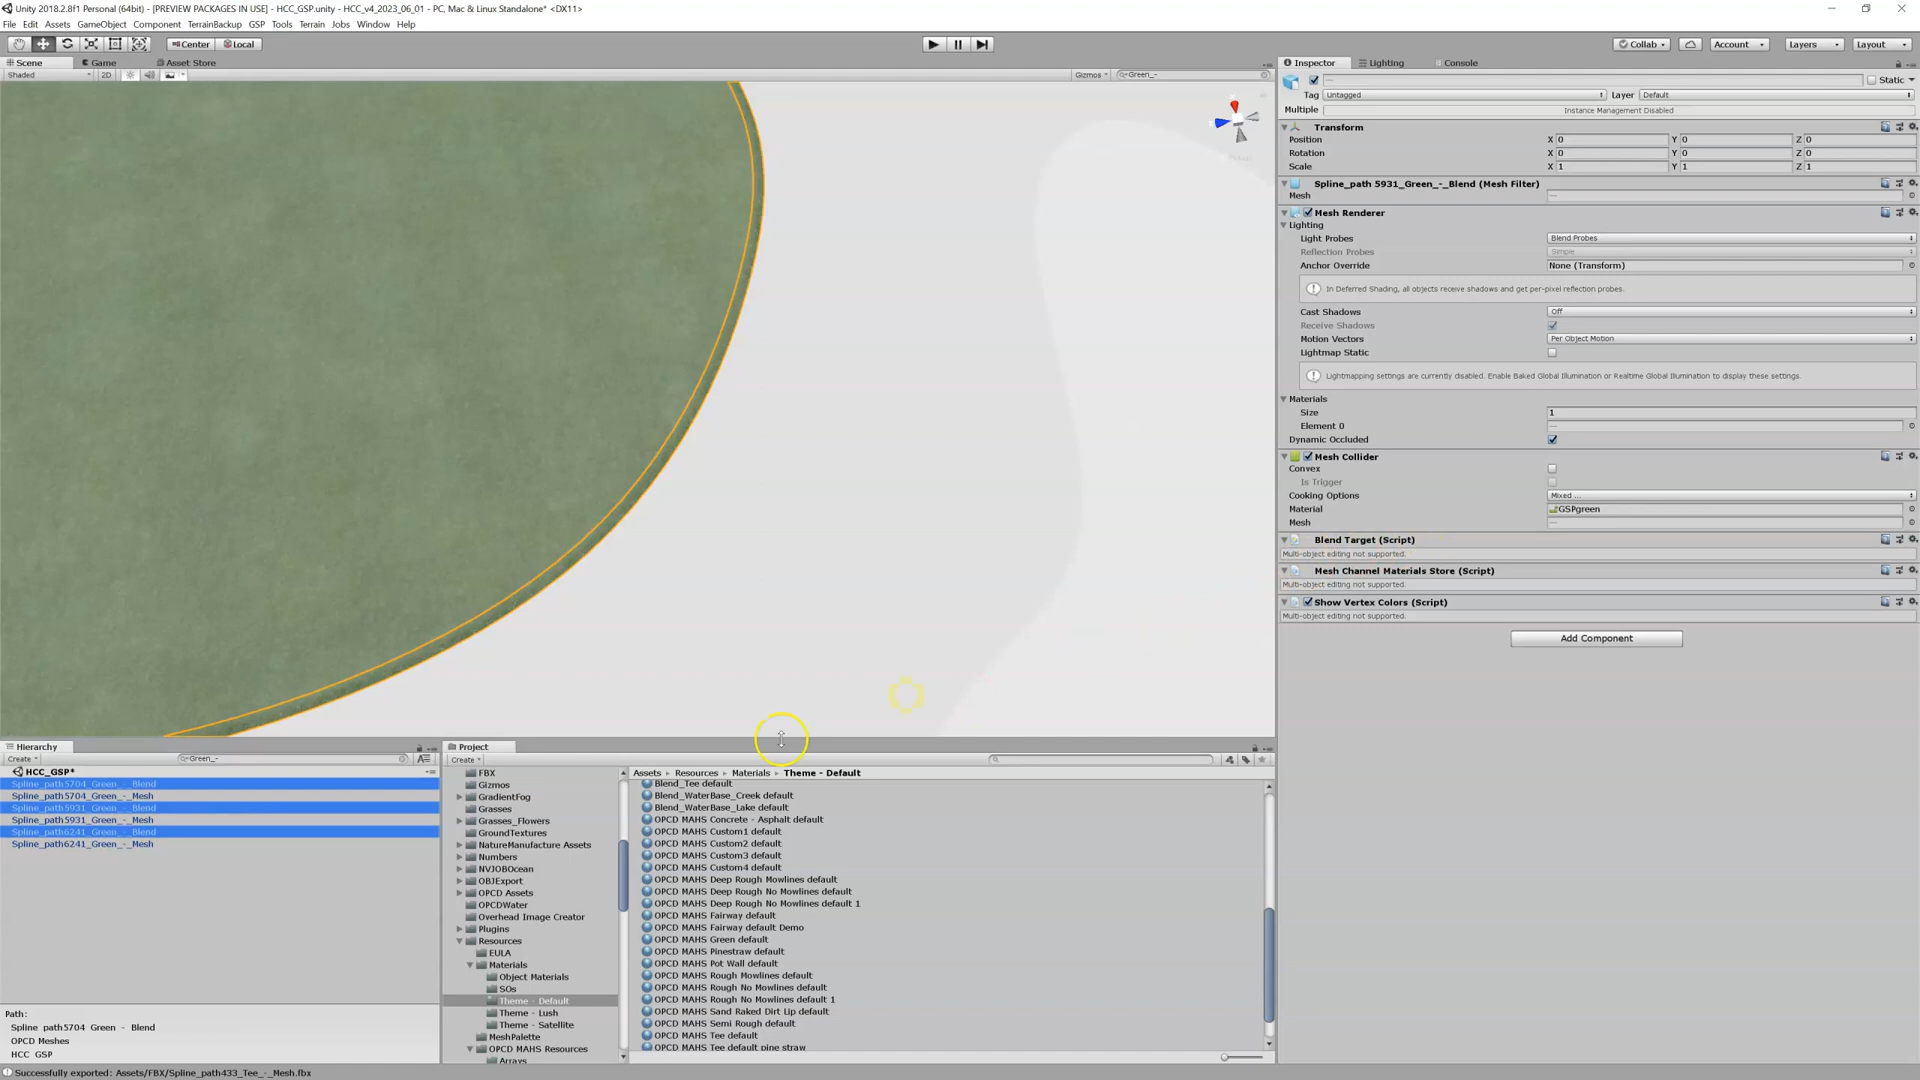 Unity 2018.2.8f1 Personal (64bit) - [PREVIEW PACKAGES IN USE] - HCC_GSP.unity - HCC_v4_2023_06_01 - PC, Mac & Linux Standalone* <DX11>
File Edit Assets GameObject Component TerrainBackup GSP Tools Terrain Jobs Window Help
Center Local Collab Account Layers Layout
Scene Game Asset Store
Shaded 2D Gizmos Green_-
Inspector Lighting Console
Static
Tag Untagged Layer Default
Multiple Instance Management Disabled
Transform
Position X 0 Y 0 Z 0
Rotation X 0 Y 0 Z 0
Scale X 1 Y 1 Z 1
Spline_path 5931_Green_-_Blend (Mesh Filter)
Mesh
Mesh Renderer
Lighting
Light Probes Blend Probes
Reflection Probes Simple
Anchor Override None (Transform)
In Deferred Shading, all objects receive shadows and get per-pixel reflection probes.
Cast Shadows Off
Receive Shadows
Motion Vectors Per Object Motion
Lightmap Static
Lightmapping settings are currently disabled. Enable Baked Global Illumination or Realtime Global Illumination to display these settings.
Materials
Size 1
Element 0
Dynamic Occluded
Mesh Collider
Convex
Is Trigger
Cooking Options Mixed ...
Material GSPgreen
Mesh
Blend Target (Script)
Multi-object editing not supported.
Mesh Channel Materials Store (Script)
Multi-object editing not supported.
Show Vertex Colors (Script)
Multi-object editing not supported.
Add Component
Hierarchy
Create Green_-
HCC_GSP*
Spline_path5704_Green_-_Blend
Spline_path5704_Green_-_Mesh
Spline_path5931_Green_-_Blend
Spline_path5931_Green_-_Mesh
Spline_path6241_Green_-_Blend
Spline_path6241_Green_-_Mesh
Path:
Spline path5704 Green - Blend
OPCD Meshes
HCC GSP
Project
Create
FBX
Gizmos
GradientFog
Grasses
Grasses_Flowers
GroundTextures
NatureManufacture Assets
Numbers
NVJOBOcean
OBJExport
OPCD Assets
OPCDWater
Overhead Image Creator
Plugins
Resources
EULA
Materials
Object Materials
SOs
Theme - Default
Theme - Lush
Theme - Satellite
MeshPalette
OPCD MAHS Resources
Arrays
Assets Resources Materials Theme - Default
Blend_Tee default
Blend_WaterBase_Creek default
Blend_WaterBase_Lake default
OPCD MAHS Concrete - Asphalt default
OPCD MAHS Custom1 default
OPCD MAHS Custom2 default
OPCD MAHS Custom3 default
OPCD MAHS Custom4 default
OPCD MAHS Deep Rough Mowlines default
OPCD MAHS Deep Rough No Mowlines default
OPCD MAHS Deep Rough No Mowlines default 1
OPCD MAHS Fairway default
OPCD MAHS Fairway default Demo
OPCD MAHS Green default
OPCD MAHS Pinestraw default
OPCD MAHS Pot Wall default
OPCD MAHS Rough Mowlines default
OPCD MAHS Rough No Mowlines default
OPCD MAHS Rough No Mowlines default 1
OPCD MAHS Sand Raked Dirt Lip default
OPCD MAHS Semi Rough default
OPCD MAHS Tee default
OPCD MAHS Tee default pine straw
Successfully exported: Assets/FBX/Spline_path433_Tee_-_Mesh.fbx